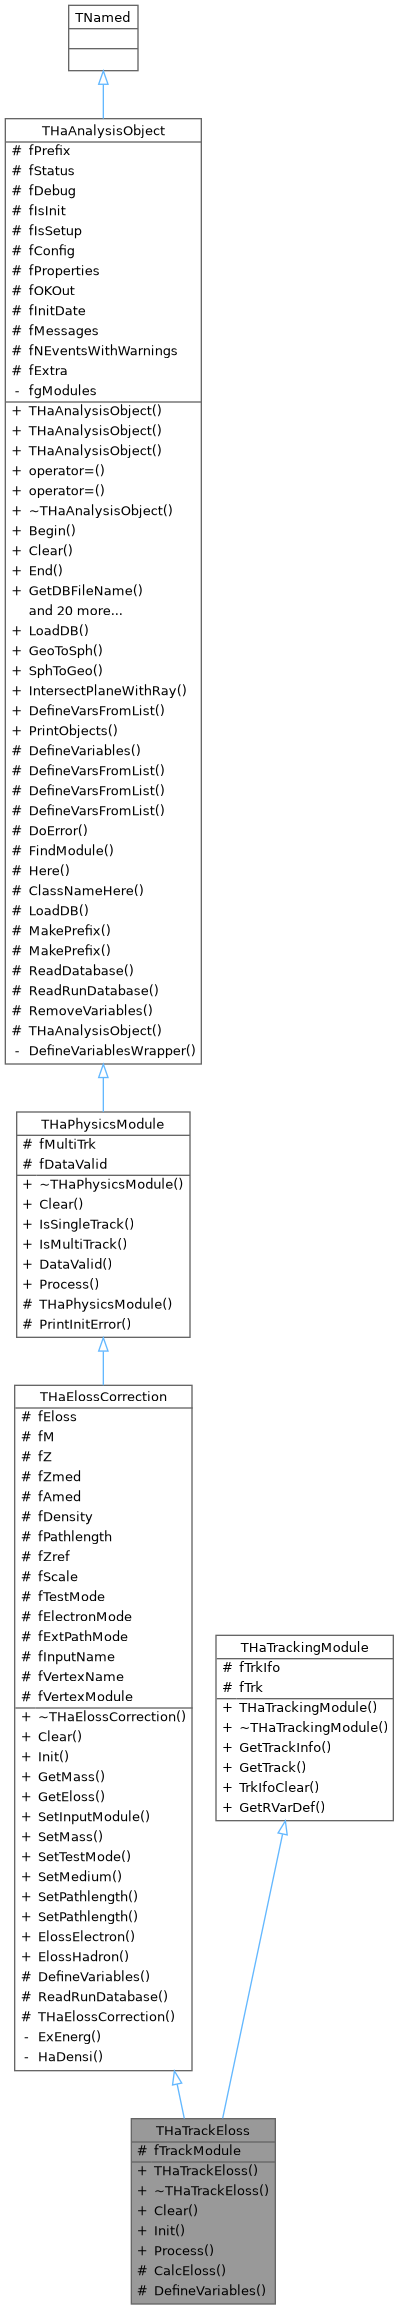 TNamed
THaAnalysisObject
# fPrefix
# fStatus
# fDebug
# fIsInit
# fIsSetup
# fConfig
# fProperties
# fOKOut
# fInitDate
# fMessages
# fNEventsWithWarnings
# fExtra
- fgModules
+ THaAnalysisObject()
+ THaAnalysisObject()
+ THaAnalysisObject()
+ operator=()
+ operator=()
+ ~THaAnalysisObject()
+ Begin()
+ Clear()
+ End()
+ GetDBFileName()
and 20 more...
+ LoadDB()
+ GeoToSph()
+ SphToGeo()
+ IntersectPlaneWithRay()
+ DefineVarsFromList()
+ PrintObjects()
# DefineVariables()
# DefineVarsFromList()
# DefineVarsFromList()
# DefineVarsFromList()
# DoError()
# FindModule()
# Here()
# ClassNameHere()
# LoadDB()
# MakePrefix()
# MakePrefix()
# ReadDatabase()
# ReadRunDatabase()
# RemoveVariables()
# THaAnalysisObject()
- DefineVariablesWrapper()
THaPhysicsModule
# fMultiTrk
# fDataValid
+ ~THaPhysicsModule()
+ Clear()
+ IsSingleTrack()
+ IsMultiTrack()
+ DataValid()
+ Process()
# THaPhysicsModule()
# PrintInitError()
THaElossCorrection
# fEloss
# fM
# fZ
# fZmed
# fAmed
# fDensity
# fPathlength
# fZref
# fScale
# fTestMode
# fElectronMode
# fExtPathMode
# fInputName
# fVertexName
# fVertexModule
+ ~THaElossCorrection()
+ Clear()
+ Init()
+ GetMass()
+ GetEloss()
+ SetInputModule()
+ SetMass()
+ SetTestMode()
+ SetMedium()
+ SetPathlength()
+ SetPathlength()
+ ElossElectron()
+ ElossHadron()
# DefineVariables()
# ReadRunDatabase()
# THaElossCorrection()
- ExEnerg()
- HaDensi()
THaTrackingModule
# fTrkIfo
# fTrk
+ THaTrackingModule()
+ ~THaTrackingModule()
+ GetTrackInfo()
+ GetTrack()
+ TrkIfoClear()
+ GetRVarDef()
THaTrackEloss
# fTrackModule
+ THaTrackEloss()
+ ~THaTrackEloss()
+ Clear()
+ Init()
+ Process()
# CalcEloss()
# DefineVariables()